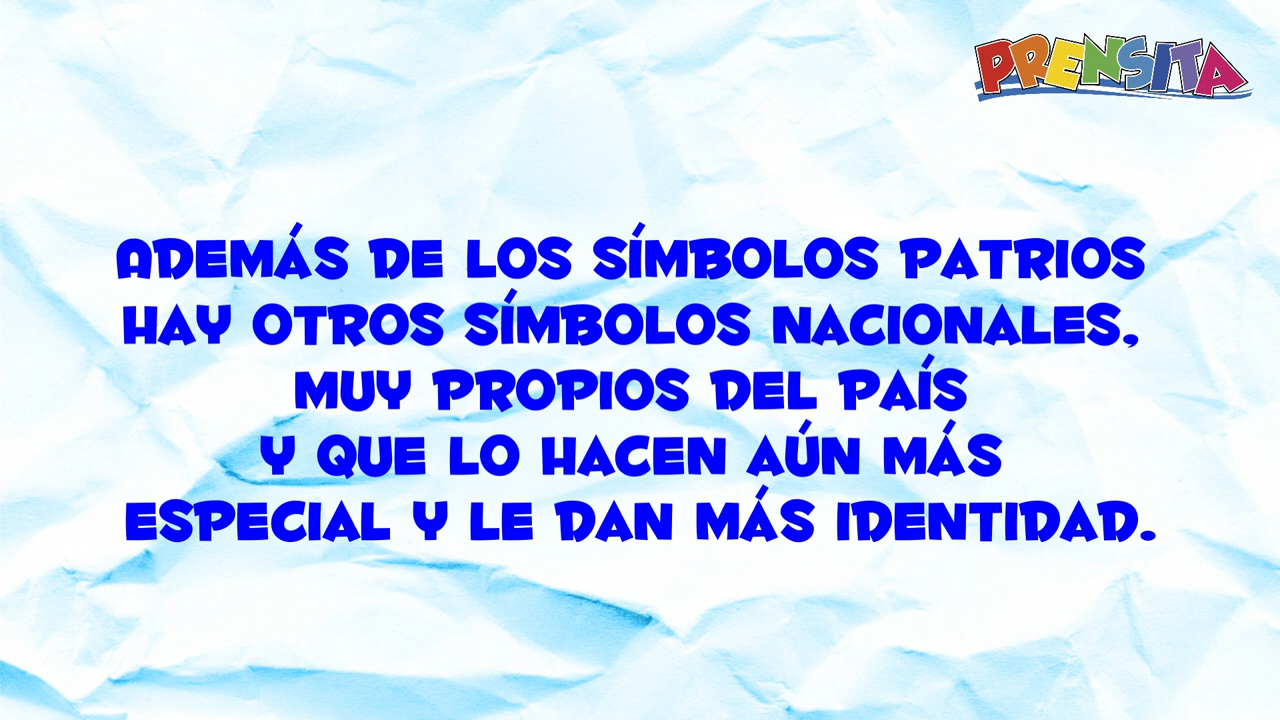 PRENSITA
ADEMÁS DE LOS SÍMBOLOS PATRIOS
HAY OTROS SÍMBOLOS NACIONALES,
MUY PROPIOS DEL PAÍS
Y QUE LO HACEN AÚN MÁS
ESPECIAL Y LE DAN MÁS IDENTIDAD.